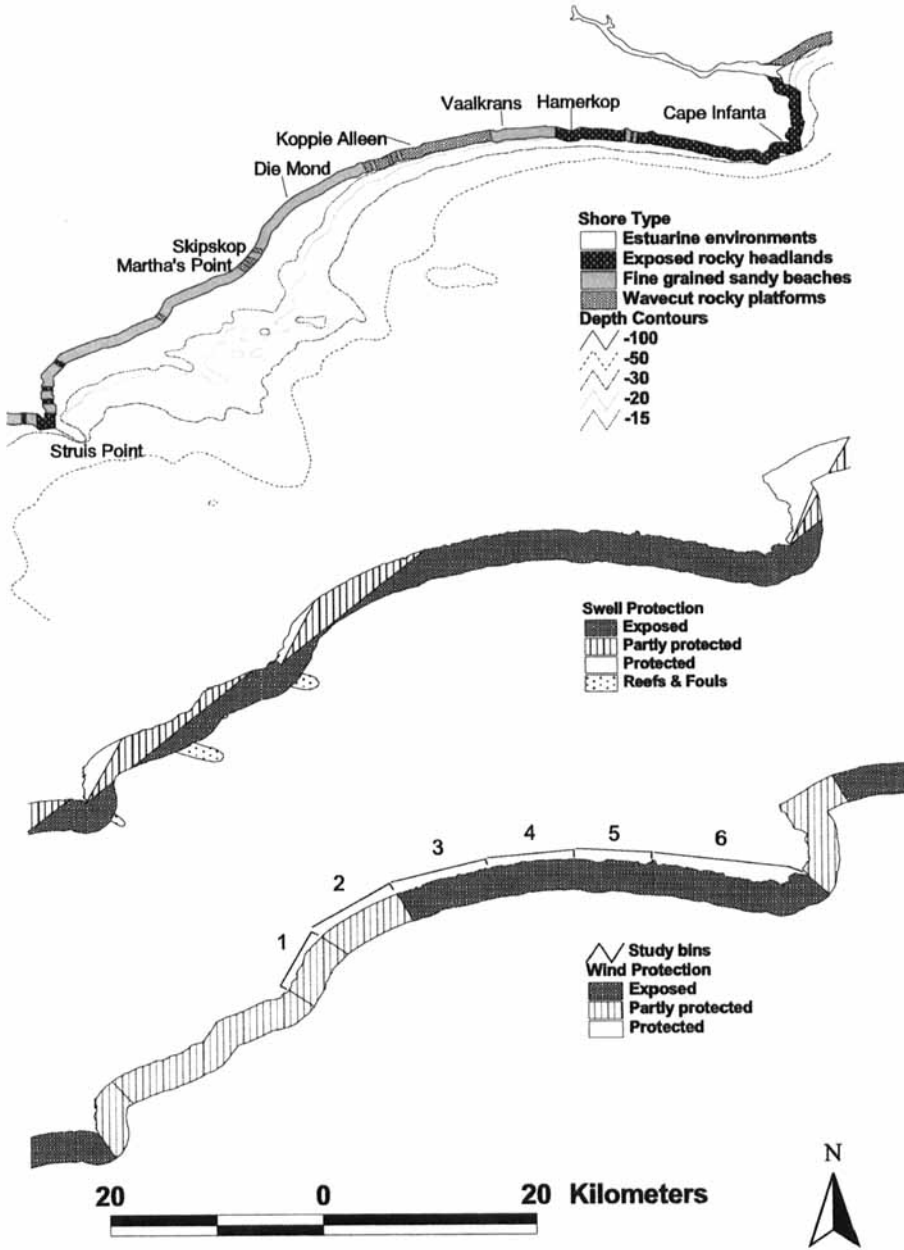 Vaalkrans
Hamerkop
Cape Infanta
Koppie Alleen
Die Mond
Skipskop
Martha's Point
Struis Point
Shore Type
Estuarine environments
Exposed rocky headlands
Fine grained sandy beaches
Wavecut rocky platforms
Depth Contours
-100
-50
-30
-20
-15
Swell Protection
Exposed
Partly protected
Protected
Reefs & Fouls
1
2
3
4
5
6
Study bins
Wind Protection
Exposed
Partly protected
Protected
20 0 20 Kilometers
N